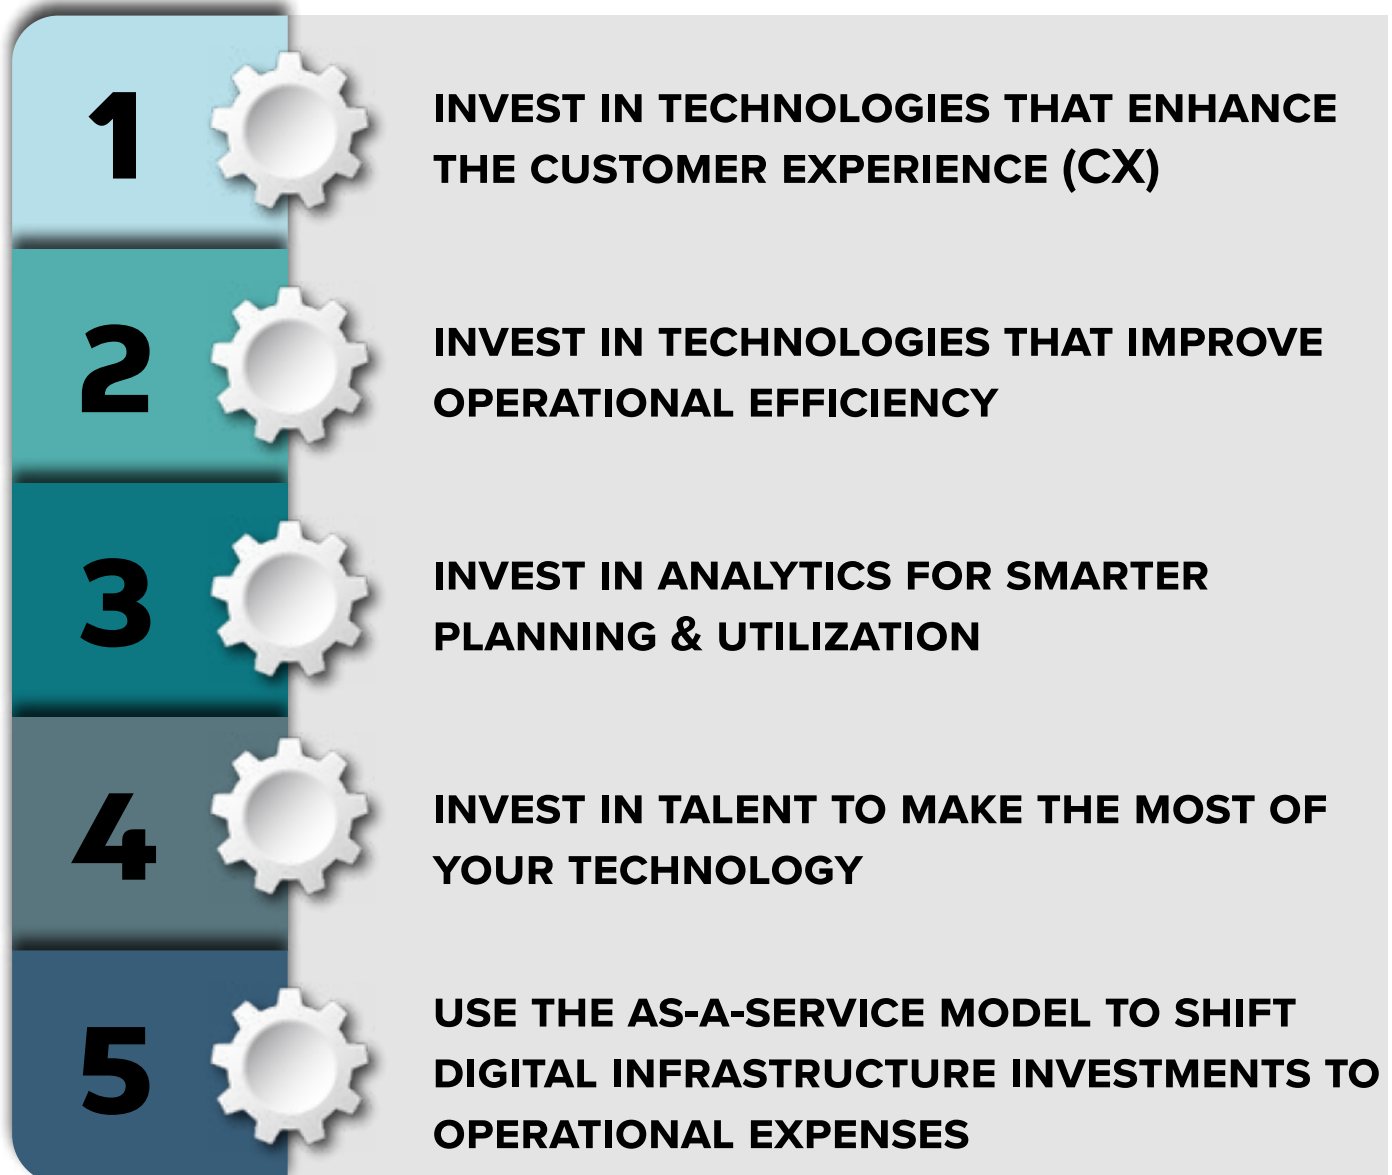 1
INVEST IN TECHNOLOGIES THAT ENHANCE
THE CUSTOMER EXPERIENCE (CX)
2
INVEST IN TECHNOLOGIES THAT IMPROVE
OPERATIONAL EFFICIENCY
3
INVEST IN ANALYTICS FOR SMARTER
PLANNING & UTILIZATION
4
INVEST IN TALENT TO MAKE THE MOST OF
YOUR TECHNOLOGY
5
USE THE AS-A-SERVICE MODEL TO SHIFT
DIGITAL INFRASTRUCTURE INVESTMENTS TO
OPERATIONAL EXPENSES